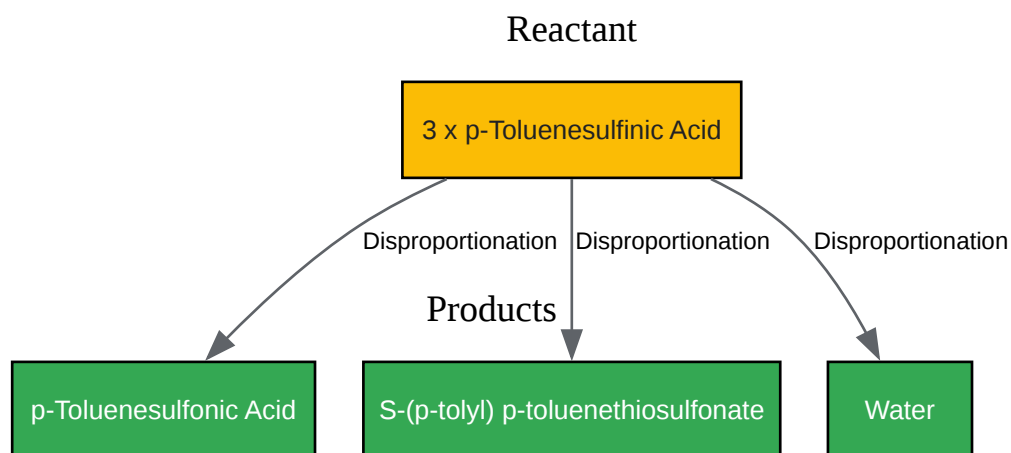 Reactant
3 x p-Toluenesulfinic Acid
Disproportionation
Disproportionation
Disproportionation
Products
p-Toluenesulfonic Acid
S-(p-tolyl) p-toluenethiosulfonate
Water